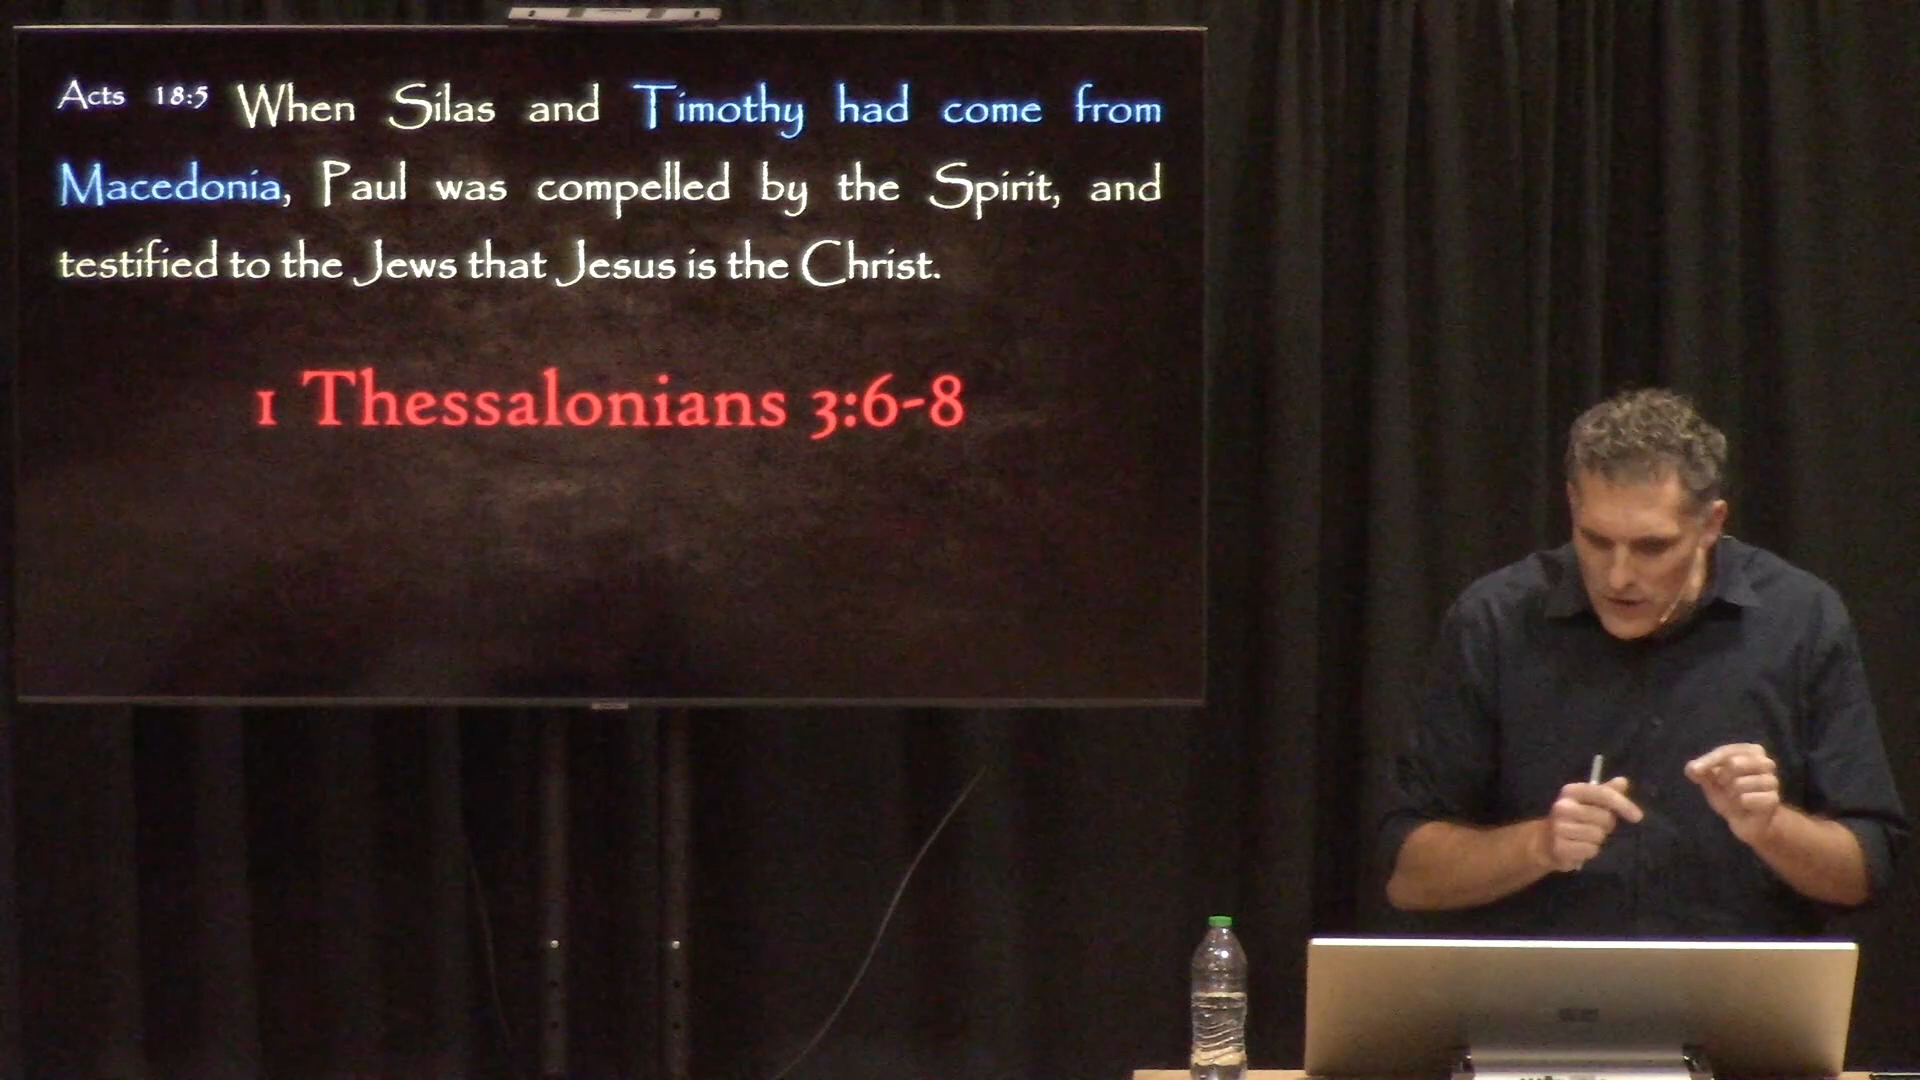 Acts 18:5 When Silas and Timothy had come from
Macedonia, Paul was compelled by the Spirit, and
testified to the Jews that Jesus is the Christ.
1 Thessalonians 3:6-8